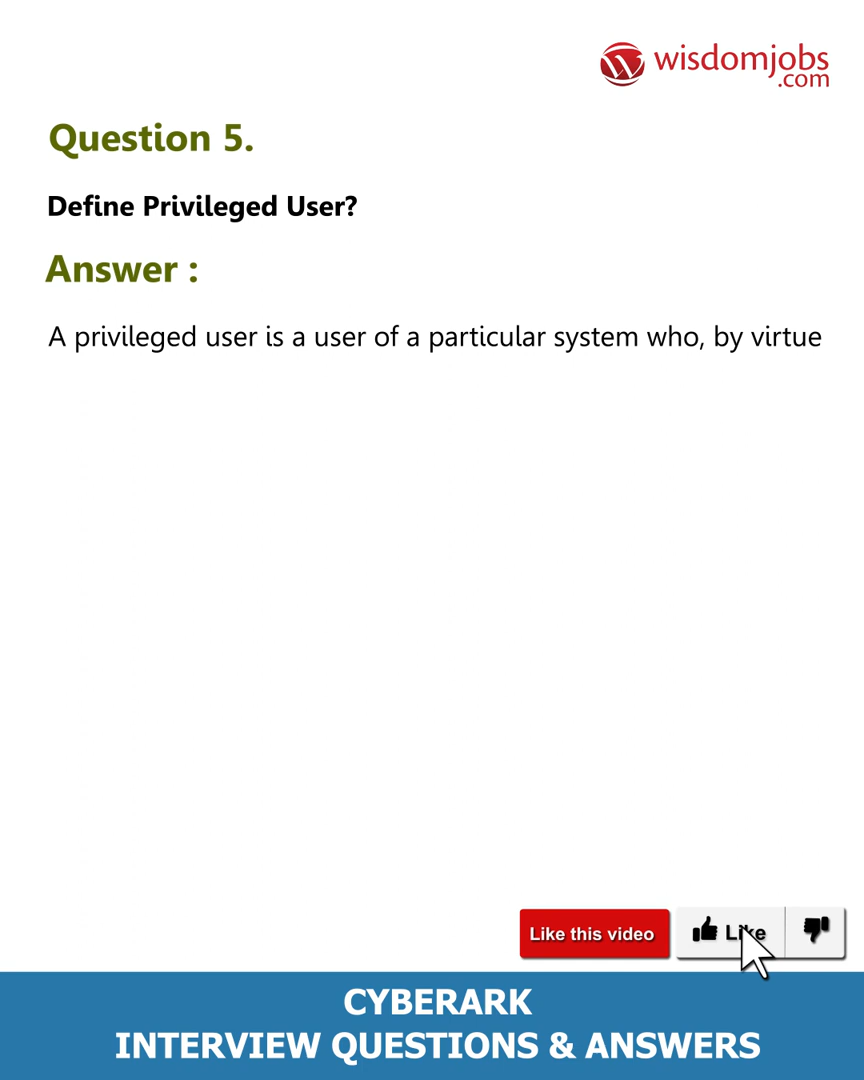 wisdomjobs
.com
Question 5.
Define Privileged User?
Answer :
A privileged user is a user of a particular system who, by virtue
Like this video
Like
CYBERARK
INTERVIEW QUESTIONS & ANSWERS